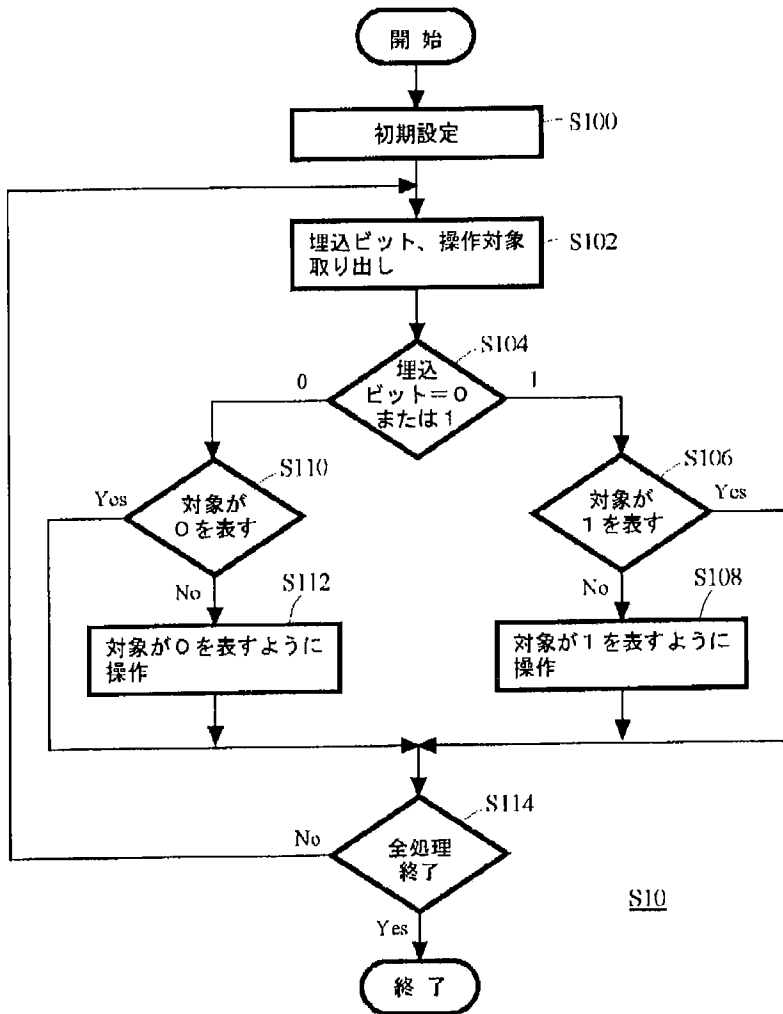 開始
初期設定
S100
埋込ビット、操作対象
取り出し
S102
埋込
ビット＝0
または1
S104
0
1
対象が
0を表す
S110
Yes
No
対象が
1を表す
S106
Yes
No
対象が0を表すように
操作
S112
対象が1を表すように
操作
S108
全処理
終了
S114
No
Yes
S10
終了